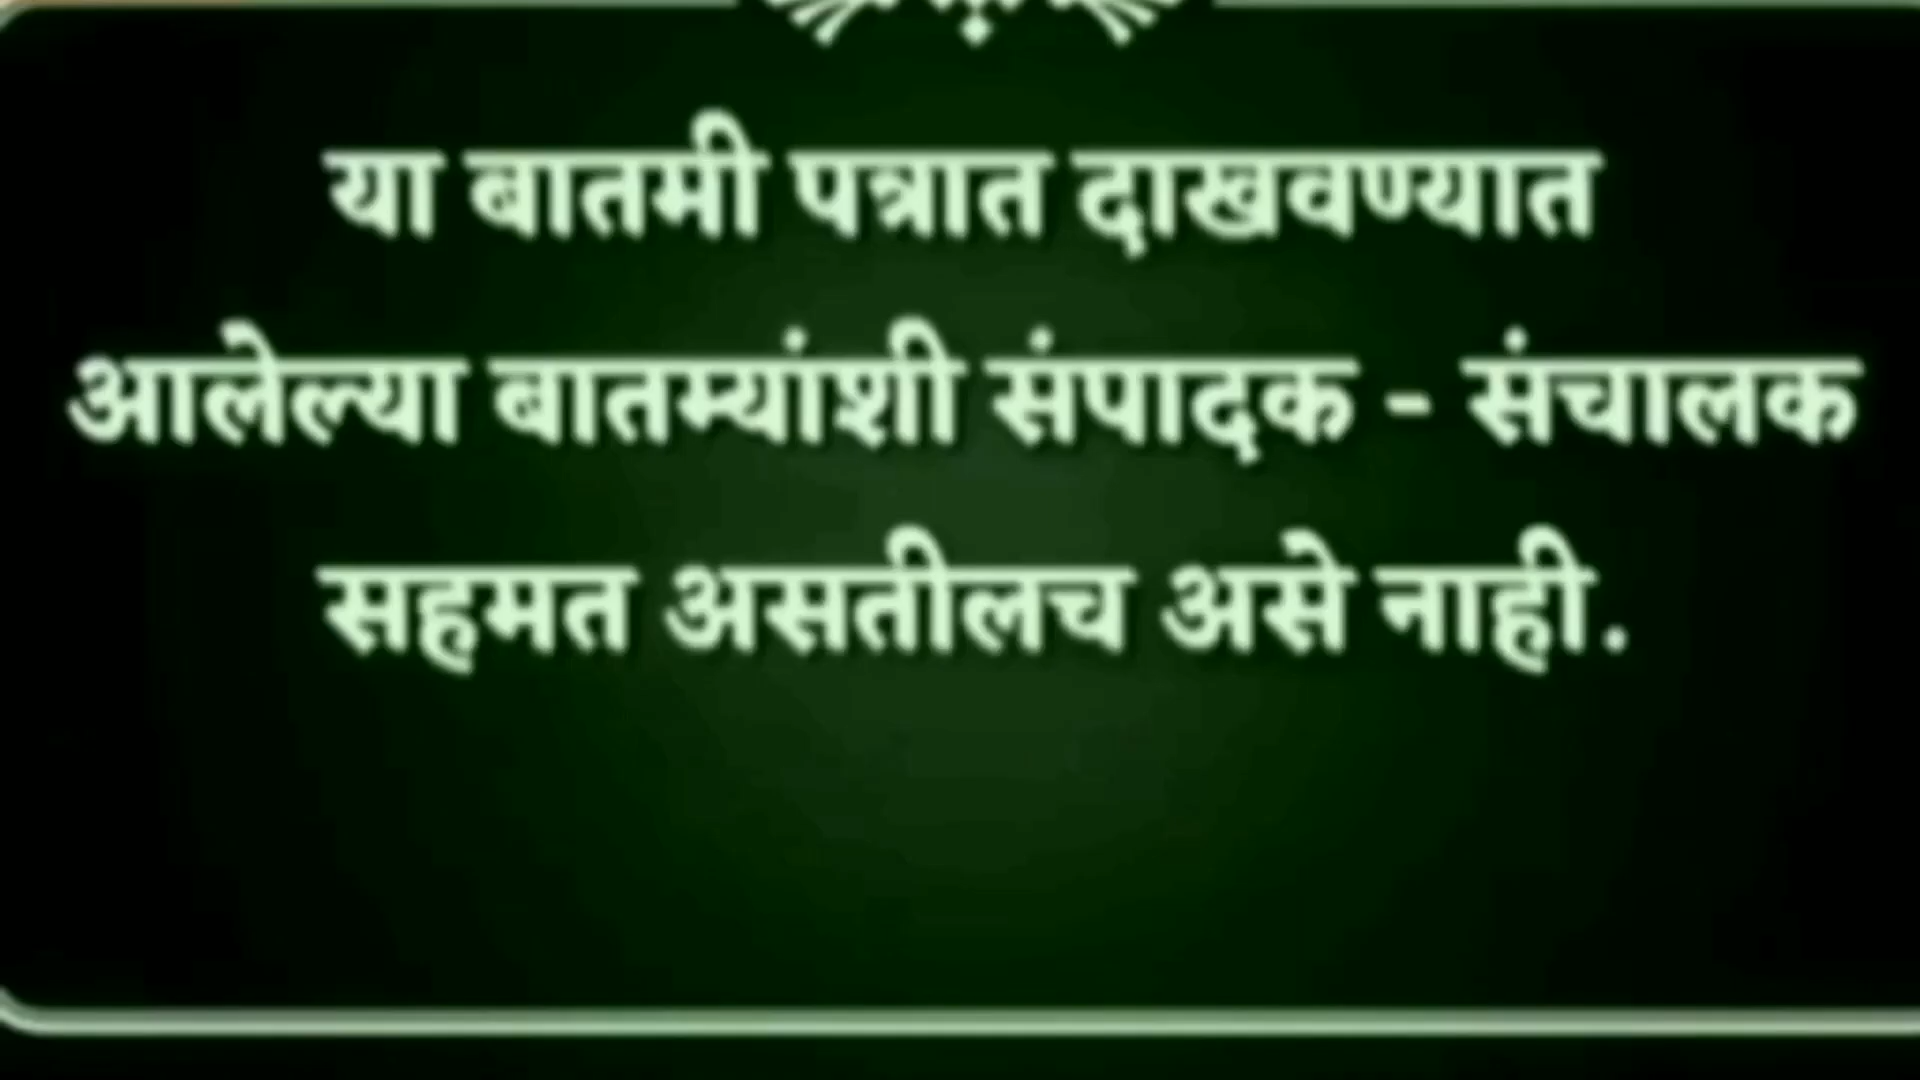 या बातमी पत्रात दाखवण्यात
आलेल्या बातम्यांशी संपादक - संचालक
सहमत असतीलच असे नाही.